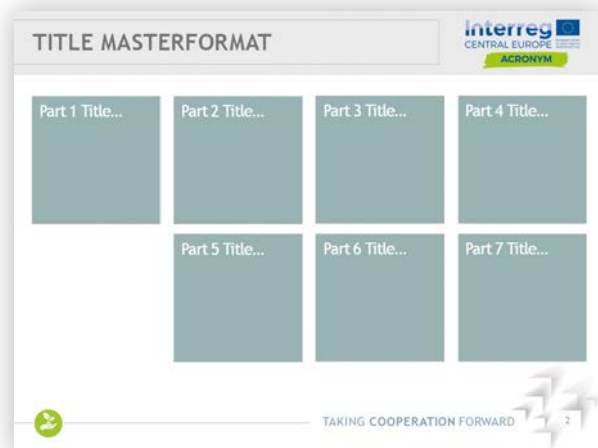 TITLE MASTERFORMAT
Interreg
CENTRAL EUROPE
ACRONYM
Part 1 Title...
Part 2 Title...
Part 3 Title...
Part 4 Title...
Part 5 Title...
Part 6 Title...
Part 7 Title...
TAKING COOPERATION FORWARD
2